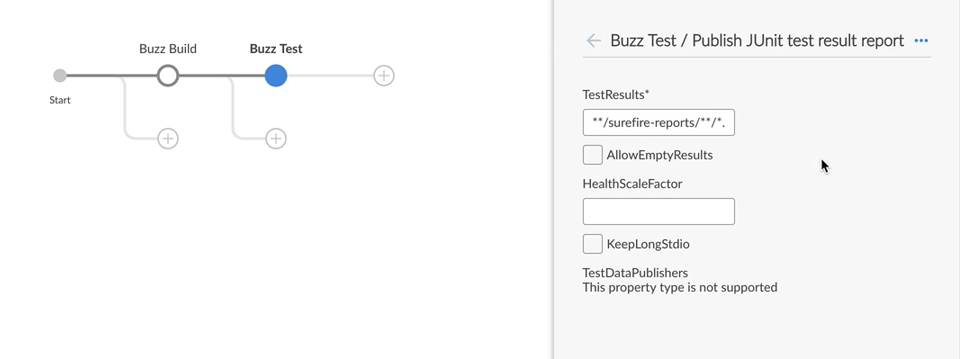 Buzz Build
Buzz Test
Start
Buzz Test / Publish JUnit test result report
TestResults*
**/surefire-reports/**/*.
AllowEmptyResults
HealthScaleFactor
KeepLongStdio
TestDataPublishers
This property type is not supported